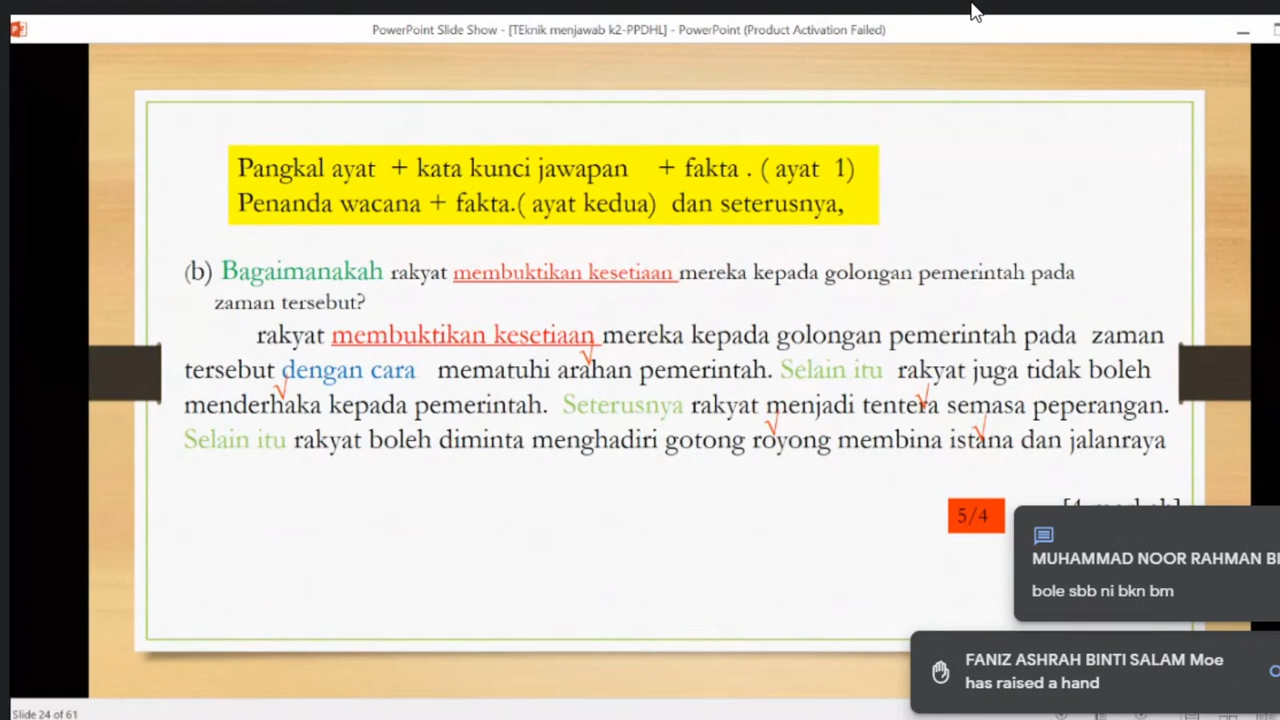 PowerPoint Slide Show - [TEknik menjawab k2-PPDHL] - PowerPoint (Product Activation Failed)
Pangkal ayat + kata kunci jawapan + fakta . ( ayat 1)
Penanda wacana + fakta.( ayat kedua) dan seterusnya,
(b) Bagaimanakah rakyat membuktikan kesetiaan mereka kepada golongan pemerintah pada
zaman tersebut?
rakyat membuktikan kesetiaan mereka kepada golongan pemerintah pada zaman
tersebut dengan cara mematuhi arahan pemerintah. Selain itu rakyat juga tidak boleh
menderhaka kepada pemerintah. Seterusnya rakyat menjadi tentera semasa peperangan.
Selain itu rakyat boleh diminta menghadiri gotong royong membina istana dan jalanraya
5/4
MUHAMMAD NOOR RAHMAN
bole sbb ni bkn bm
FANIZ ASHRAH BINTI SALAM Moe
has raised a hand
Slide 24 of 61